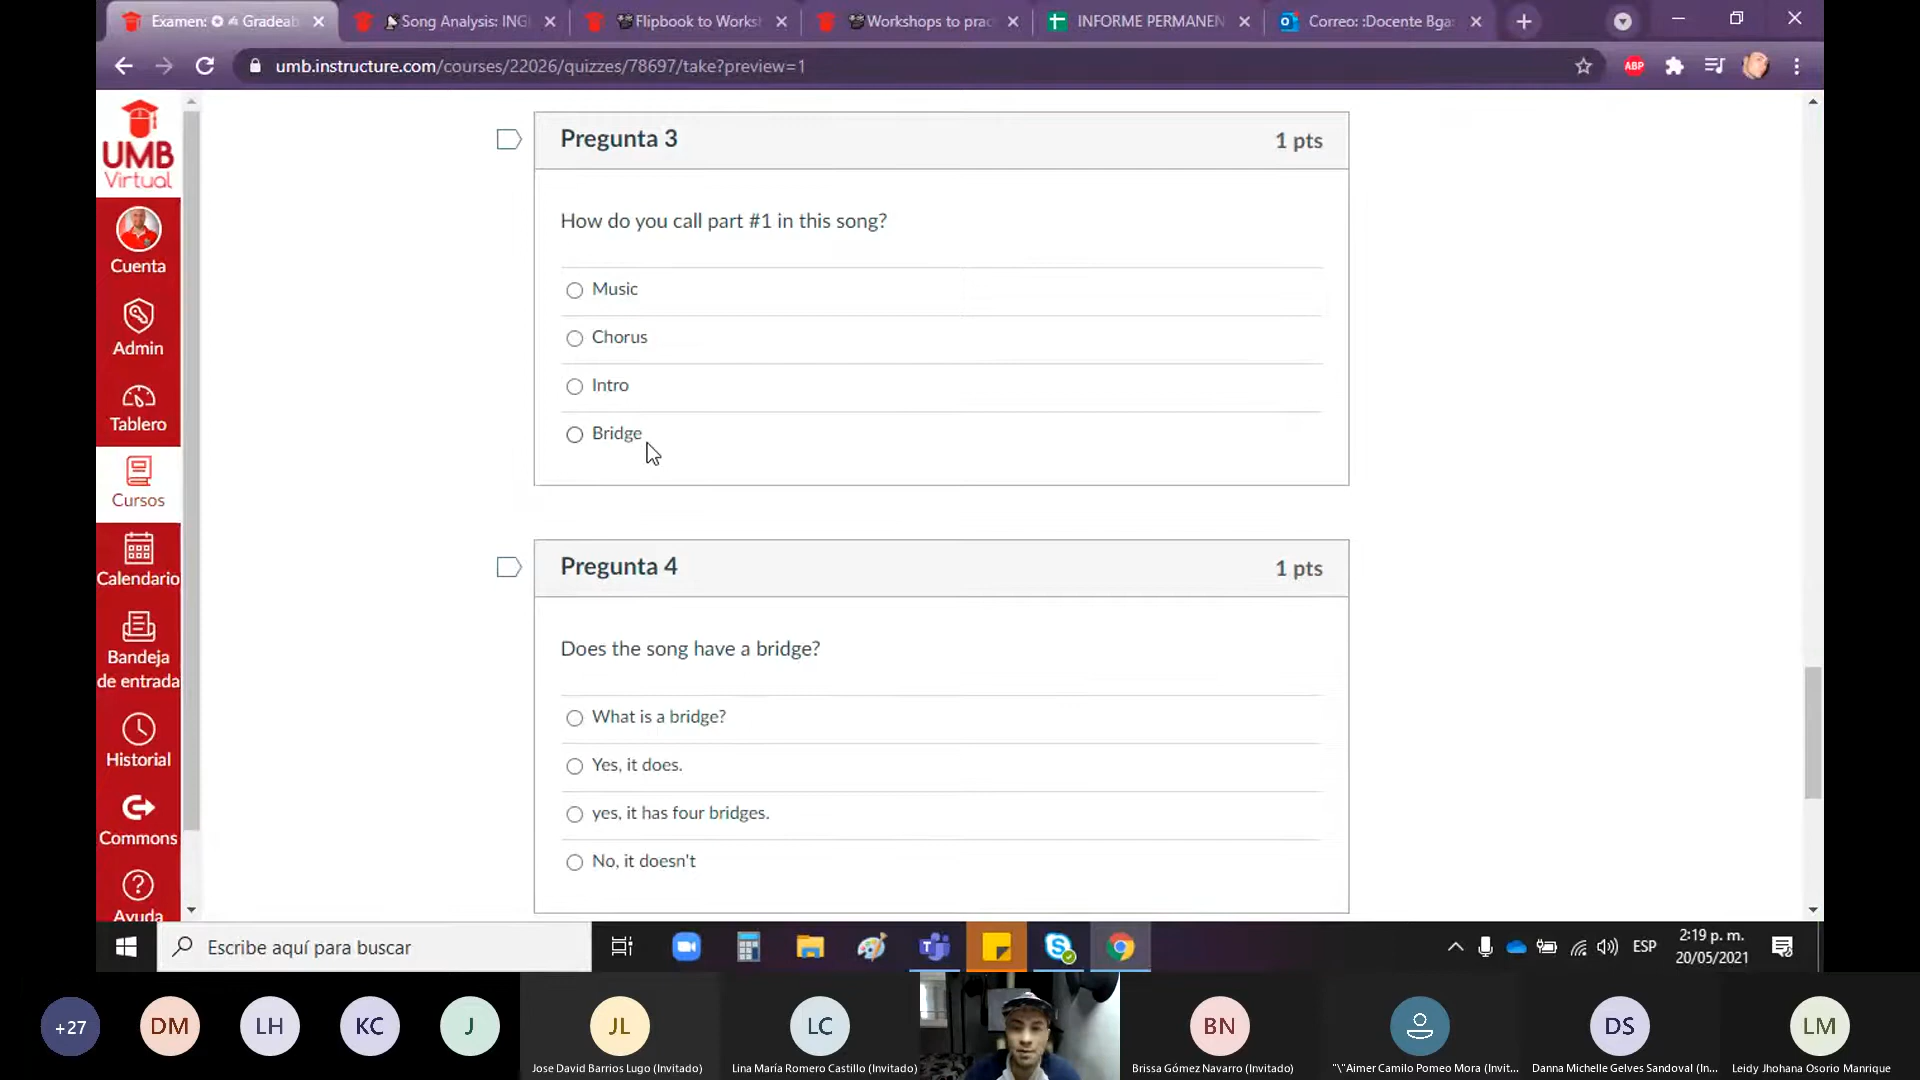 Examen: ✪ ✍ Gradeab
Song Analysis: ING
Flipbook to Works
Workshops to prac
INFORME PERMANEN
Correo: :Docente Bga
umb.instructure.com/courses/22026/quizzes/78697/take?preview=1
ABP
UMB
Virtual
Cuenta
Admin
Tablero
Cursos
Calendario
Bandeja
de entrada
Historial
Commons
Ayuda
Pregunta 3
1 pts
How do you call part #1 in this song?
Music
Chorus
Intro
Bridge
Pregunta 4
1 pts
Does the song have a bridge?
What is a bridge?
Yes, it does.
yes, it has four bridges.
No, it doesn't
Escribe aquí para buscar
ESP
2:19 p. m.
20/05/2021
+27
DM
LH
KC
J
JL
LC
BN
DS
LM
Jose David Barrios Lugo (Invitado)
Lina María Romero Castillo (Invitado)
Brissa Gómez Navarro (Invitado)
"\"Aimer Camilo Pomeo Mora (Invit...
Danna Michelle Gelves Sandoval (In...
Leidy Jhohana Osorio Manrique